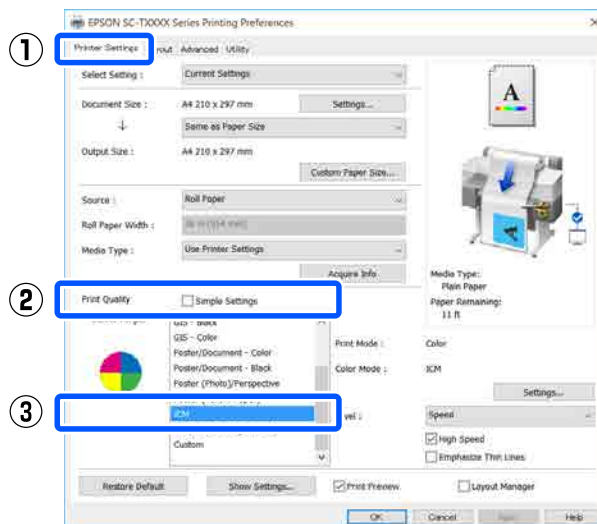 EPSON SC-TXXXX Series Printing Preferences
1
Printer Settings Advanced Utility
Select Setting : Current Settings
Document Size : A4 210 x 297 mm Settings...
Same as Paper Size
Output Size : A4 210 x 297 mm
Custom Paper Size...
Source : Roll Paper
Roll Paper Width :
Media Type : Use Printer Settings
Acquire Info
A
Media Type:
Plain Paper
Paper Remaining:
11 ft
2
Print Quality Simple Settings
GIS - Color
Poster/Document - Color
Poster/Document - Black
Poster (Photo)/Perspective
3
ICM
Custom
Print Mode : Color
Color Mode : ICM
Settings...
Speed
High Speed
Emphasize Thin Lines
Restore Default Show Settings... Print Preview Layout Manager
OK Cancel Help